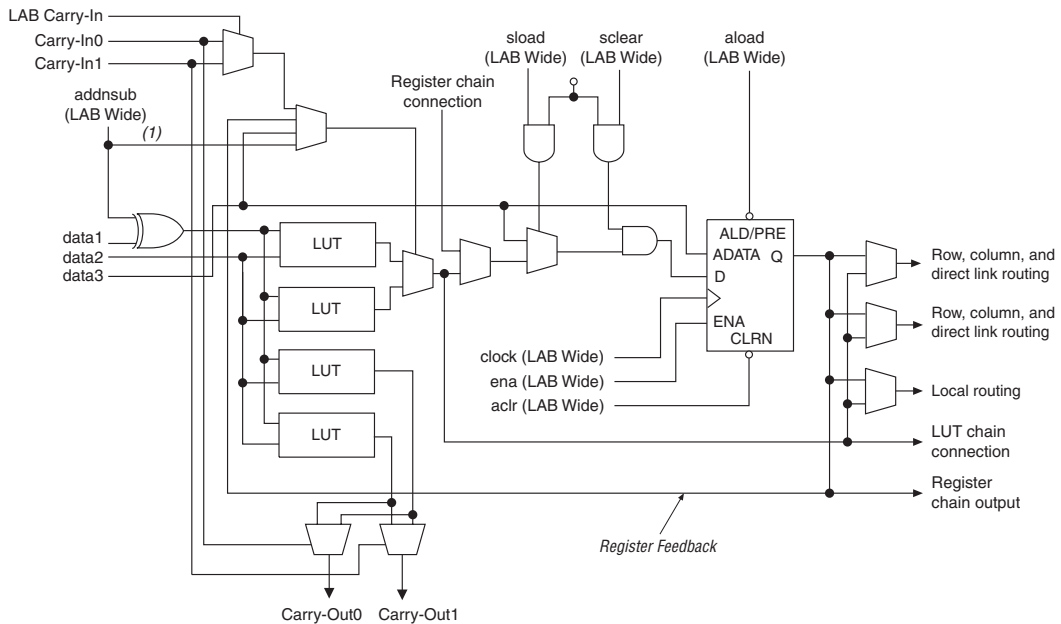 LAB Carry-In
Carry-In0
Carry-In1
addnsub
(LAB Wide)
(1)
Register chain
connection
sload
(LAB Wide)
sclear
(LAB Wide)
aload
(LAB Wide)
data1
data2
data3
LUT
LUT
LUT
LUT
ALD/PRE
ADATA
Q
D
ENA
CLRN
clock (LAB Wide)
ena (LAB Wide)
aclr (LAB Wide)
Row, column, and
direct link routing
Row, column, and
direct link routing
Local routing
LUT chain
connection
Register
chain output
Register Feedback
Carry-Out0
Carry-Out1